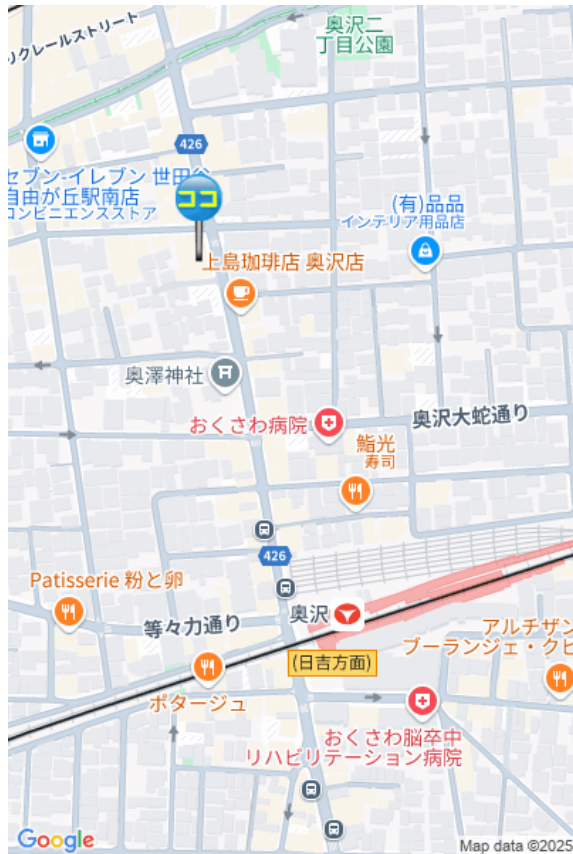 奥沢二
丁目公園
リクレールストリート
426
セブン-イレブン 世田谷
自由が丘駅南店
コンビニエンスストア
ココ
(有)品品
インテリア用品店
上島珈琲店 奥沢店
奥澤神社
おくさわ病院
奥沢大蛇通り
鮨光
寿司
426
Patisserie 粉と卵
奥沢
等々力通り
アルチザン
ブーランジェ・クピ
(日吉方面)
ポタージュ
おくさわ脳卒中
リハビリテーション病院
Google
Map data ©2025